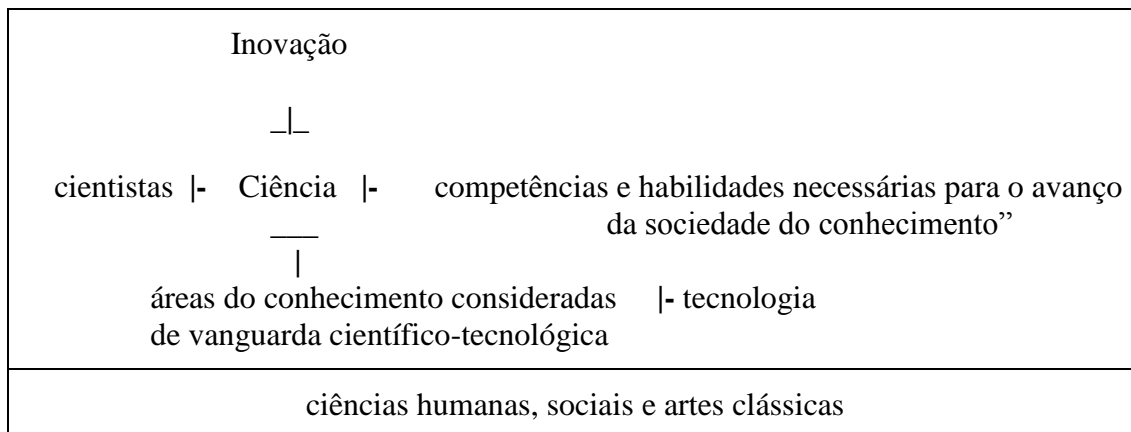 Inovação
_|_
cientistas |- Ciência |- competências e habilidades necessárias para o avanço
da sociedade do conhecimento”
___
|
áreas do conhecimento consideradas |- tecnologia
de vanguarda científico-tecnológica
ciências humanas, sociais e artes clássicas